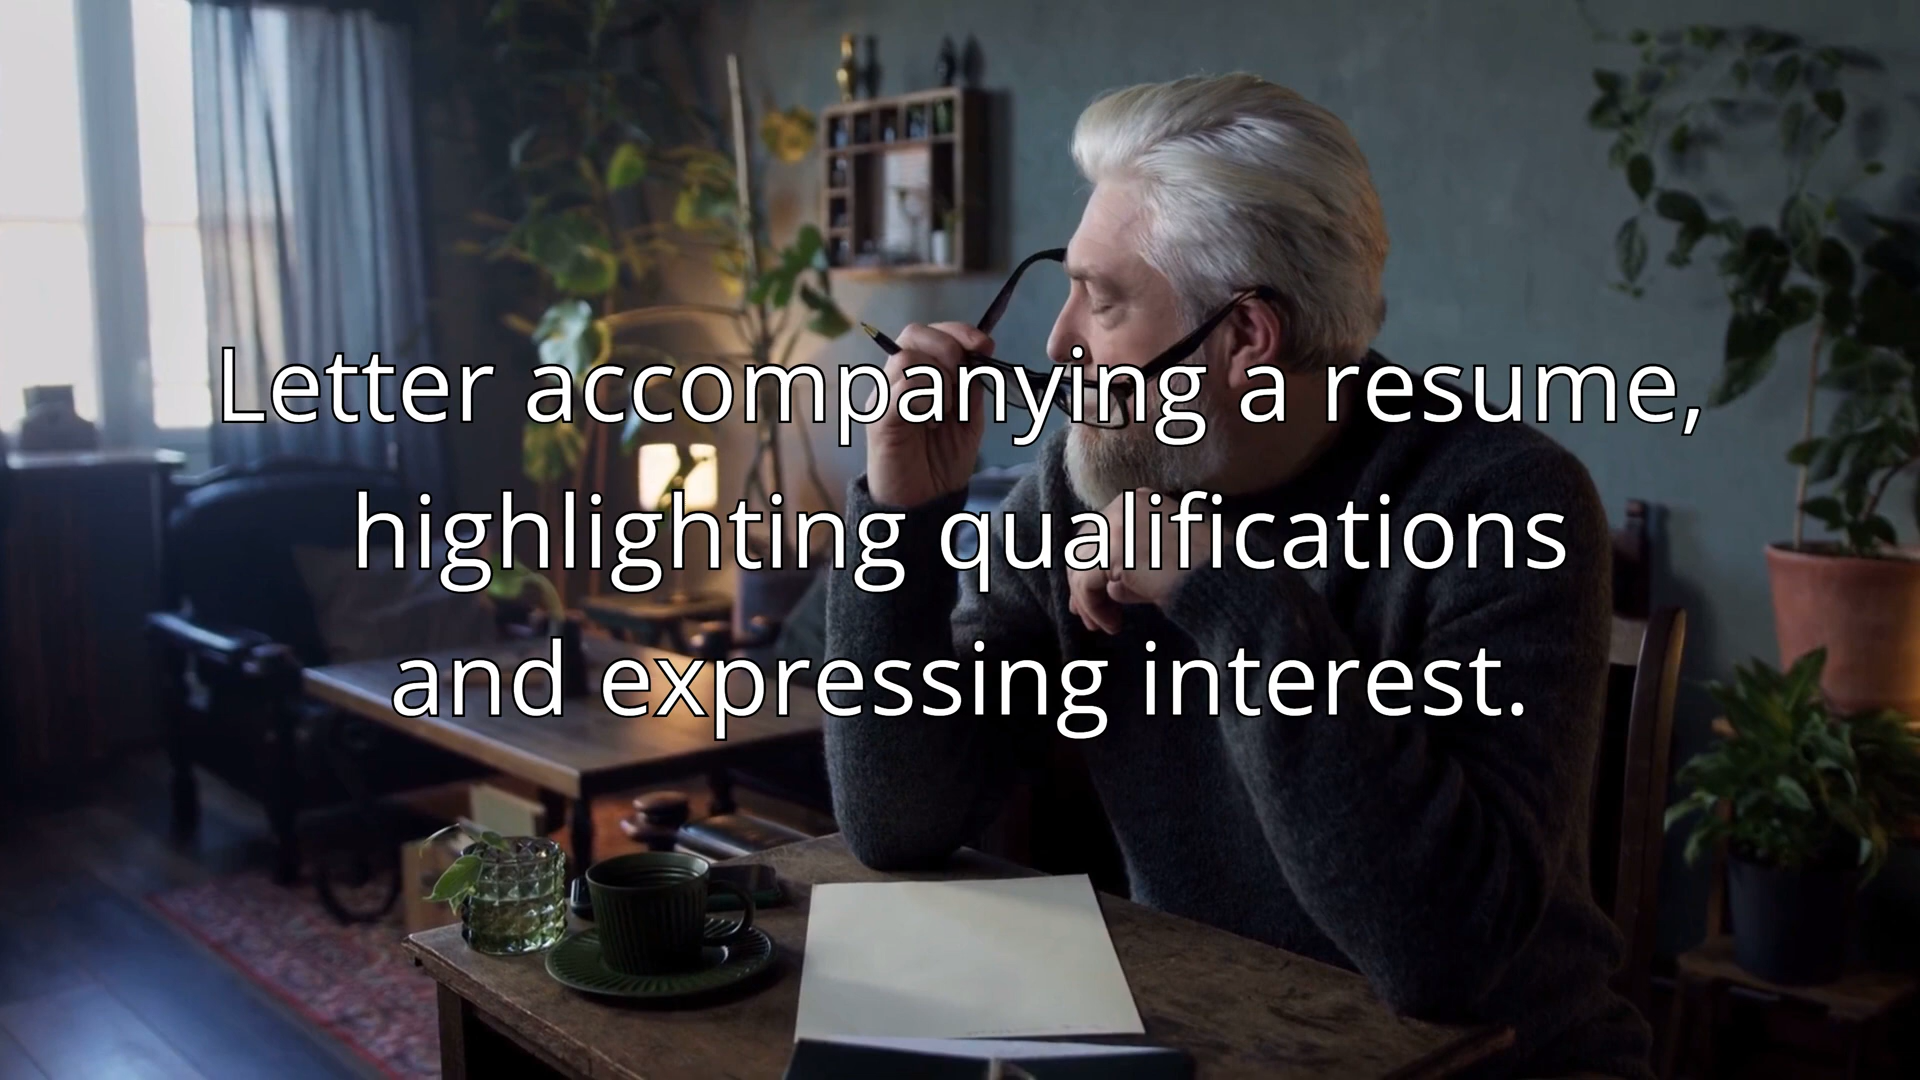 Letter accompanying a resume,
highlighting qualifications
and expressing interest.